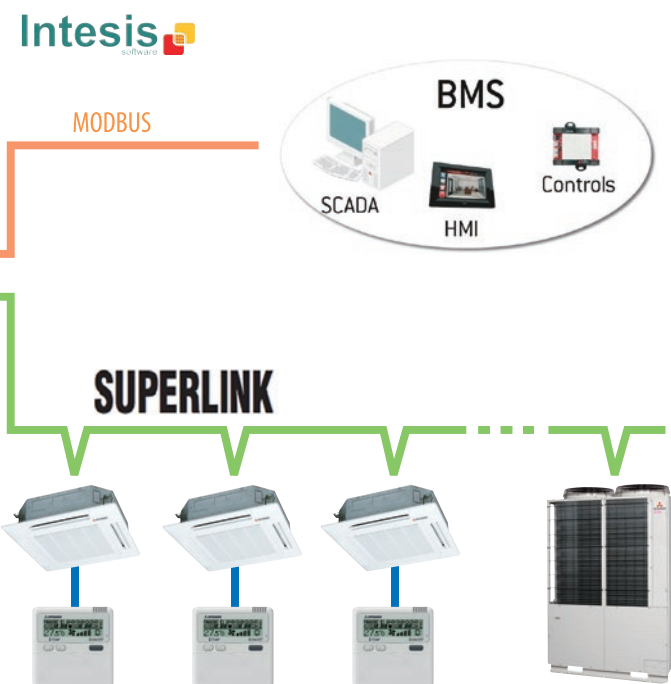 Intesis
software
MODBUS
BMS
SCADA
HMI
Controls
SUPERLINK